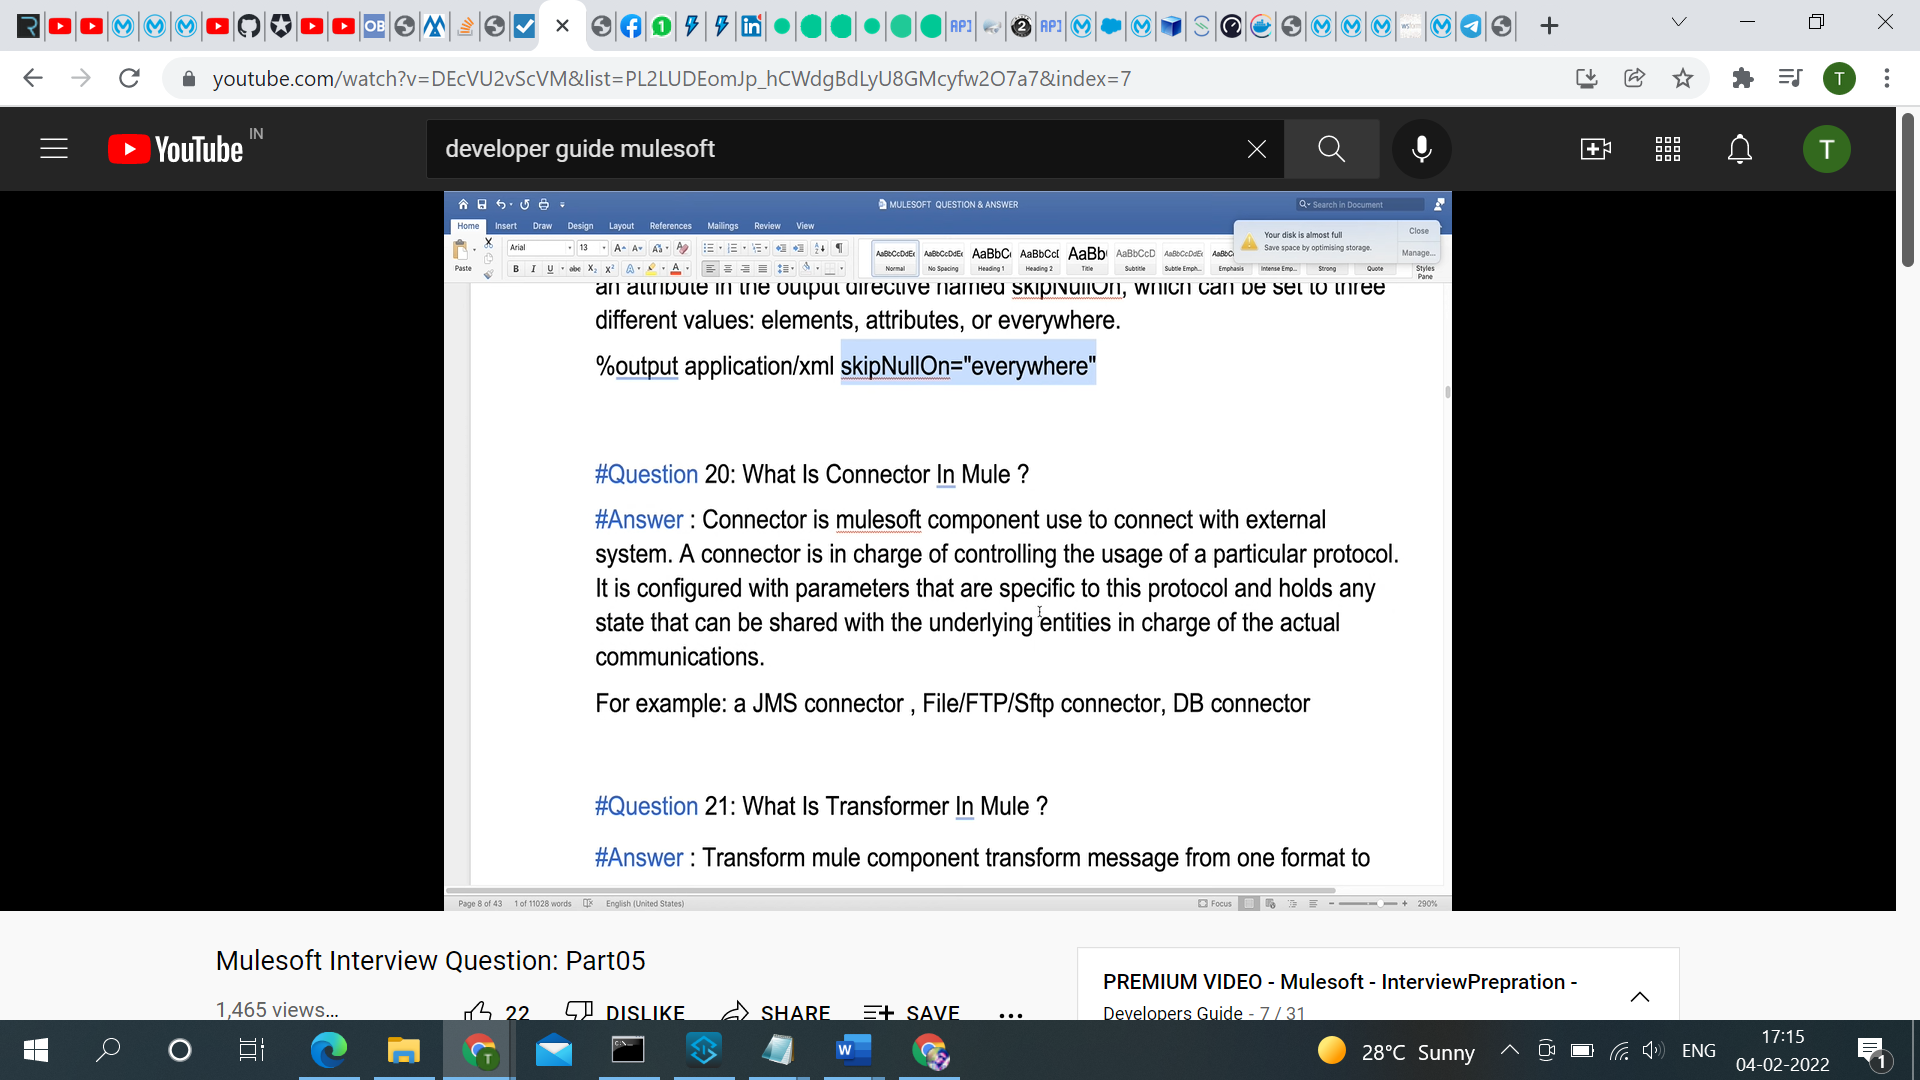 youtube.com/watch?v=DEcVU2vScVM&list=PL2LUDEomJp_hCWdgBdLyU8GMcyfw2O7a7&index=7
T
YouTube IN
developer guide mulesoft
T
MULESOFT QUESTION & ANSWER
Search in Document
Home Insert Draw Design Layout References Mailings Review View
Your disk is almost full
Save space by optimising storage.
Close
Manage...
Paste
Arial 13
Normal No Spacing Heading 1 Heading 2 Title Subtitle Subtle Emph... Emphasis Intense Emp... Strong Quote
Styles Pane
an attribute in the output directive named skipNullOn, which can be set to three
different values: elements, attributes, or everywhere.
%output application/xml skipNullOn="everywhere"
#Question 20: What Is Connector In Mule ?
#Answer : Connector is mulesoft component use to connect with external
system. A connector is in charge of controlling the usage of a particular protocol.
It is configured with parameters that are specific to this protocol and holds any
state that can be shared with the underlying entities in charge of the actual
communications.
For example: a JMS connector , File/FTP/Sftp connector, DB connector
#Question 21: What Is Transformer In Mule ?
#Answer : Transform mule component transform message from one format to
Page 8 of 43 1 of 11028 words English (United States) Focus 290%
Mulesoft Interview Question: Part05
1,465 views...
22 DISLIKE SHARE SAVE
PREMIUM VIDEO - Mulesoft - InterviewPrepration -
Developers Guide - 7 / 31
28°C Sunny
ENG
17:15
04-02-2022
1